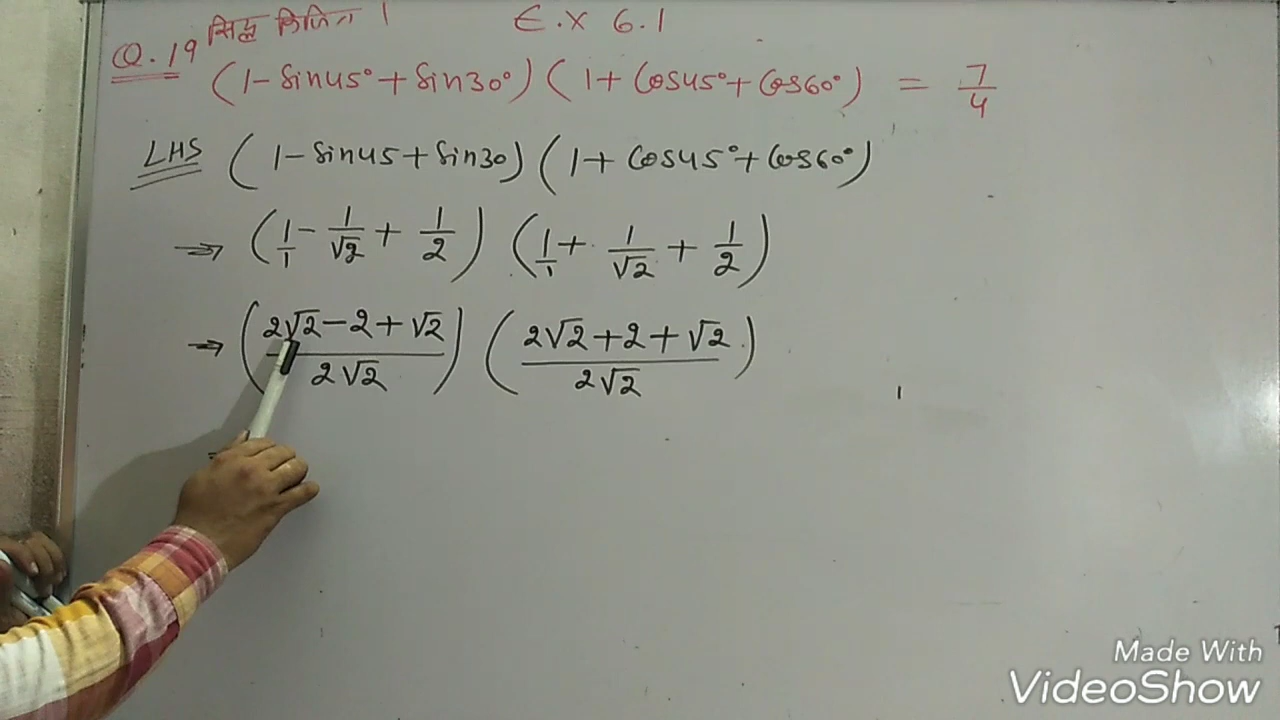 Q.19 सिद्ध कीजिए। E.X 6.1
(1 - Sin45° + Sin30°) (1 + Cos45° + Cos60°) = 7/4
LHS (1 - Sin45 + Sin30) (1 + Cos45° + Cos60°)
⇒ (1/1 - 1/√2 + 1/2) (1/1 + 1/√2 + 1/2)
⇒ ((2√2 - 2 + √2)/(2√2)) ((2√2 + 2 + √2)/(2√2))
Made With
VideoShow